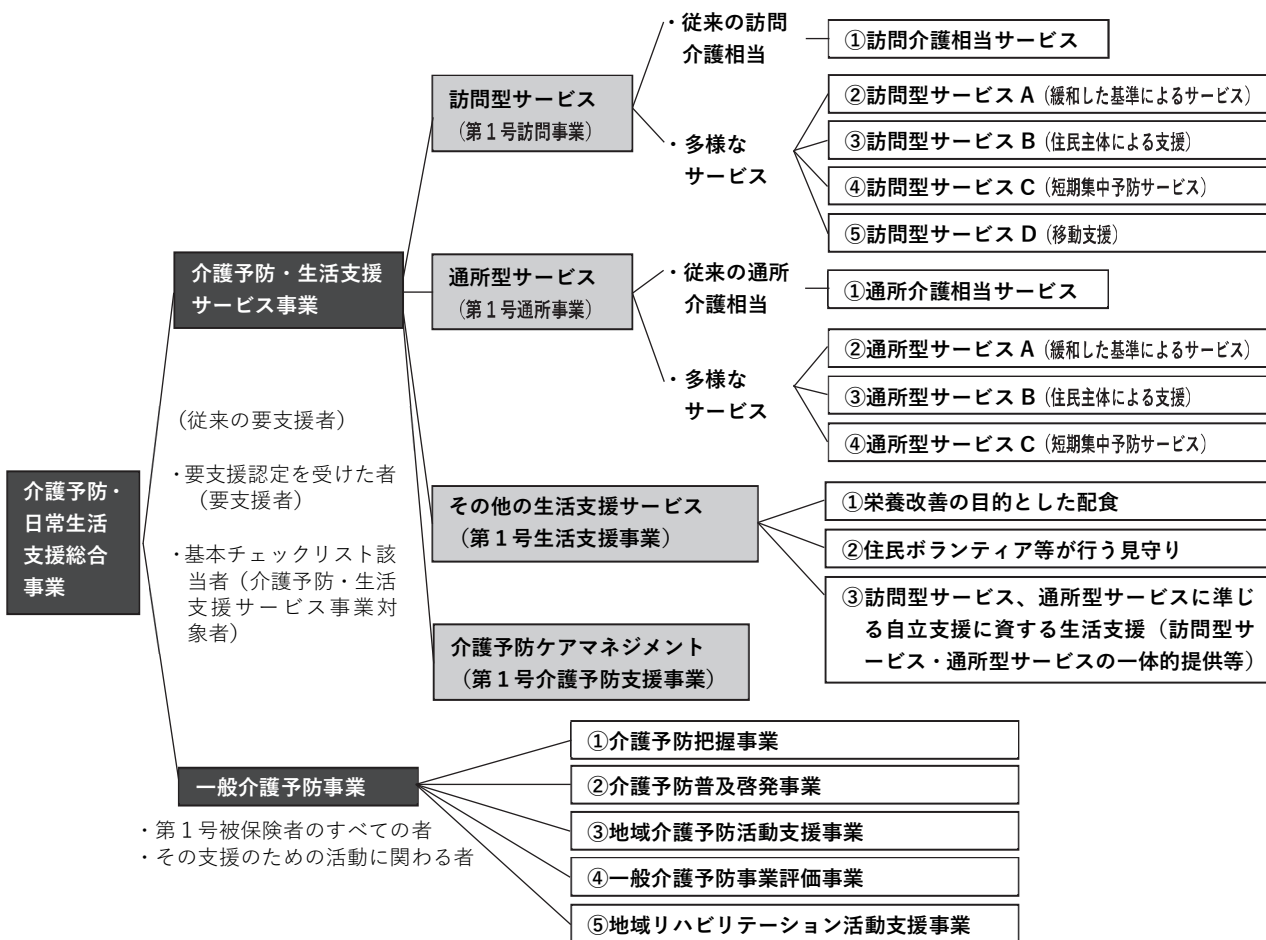 介護予防・
日常生活
支援総合
事業
介護予防・生活支援
サービス事業
(従来の要支援者)
・要支援認定を受けた者
(要支援者)
・基本チェックリスト該
当者(介護予防・生活
支援サービス事業対
象者)
訪問型サービス
(第1号訪問事業)
・従来の訪問
介護相当
①訪問介護相当サービス
・多様な
サービス
②訪問型サービスA(緩和した基準によるサービス)
③訪問型サービスB(住民主体による支援)
④訪問型サービスC(短期集中予防サービス)
⑤訪問型サービスD(移動支援)
通所型サービス
(第1号通所事業)
・従来の通所
介護相当
①通所介護相当サービス
・多様な
サービス
②通所型サービスA(緩和した基準によるサービス)
③通所型サービスB(住民主体による支援)
④通所型サービスC(短期集中予防サービス)
その他の生活支援サービス
(第1号生活支援事業)
①栄養改善の目的とした配食
②住民ボランティア等が行う見守り
③訪問型サービス、通所型サービスに準じ
る自立支援に資する生活支援(訪問型サ
ービス・通所型サービスの一体的提供等)
介護予防ケアマネジメント
(第1号介護予防支援事業)
一般介護予防事業
・第1号被保険者のすべての者
・その支援のための活動に関わる者
①介護予防把握事業
②介護予防普及啓発事業
③地域介護予防活動支援事業
④一般介護予防事業評価事業
⑤地域リハビリテーション活動支援事業